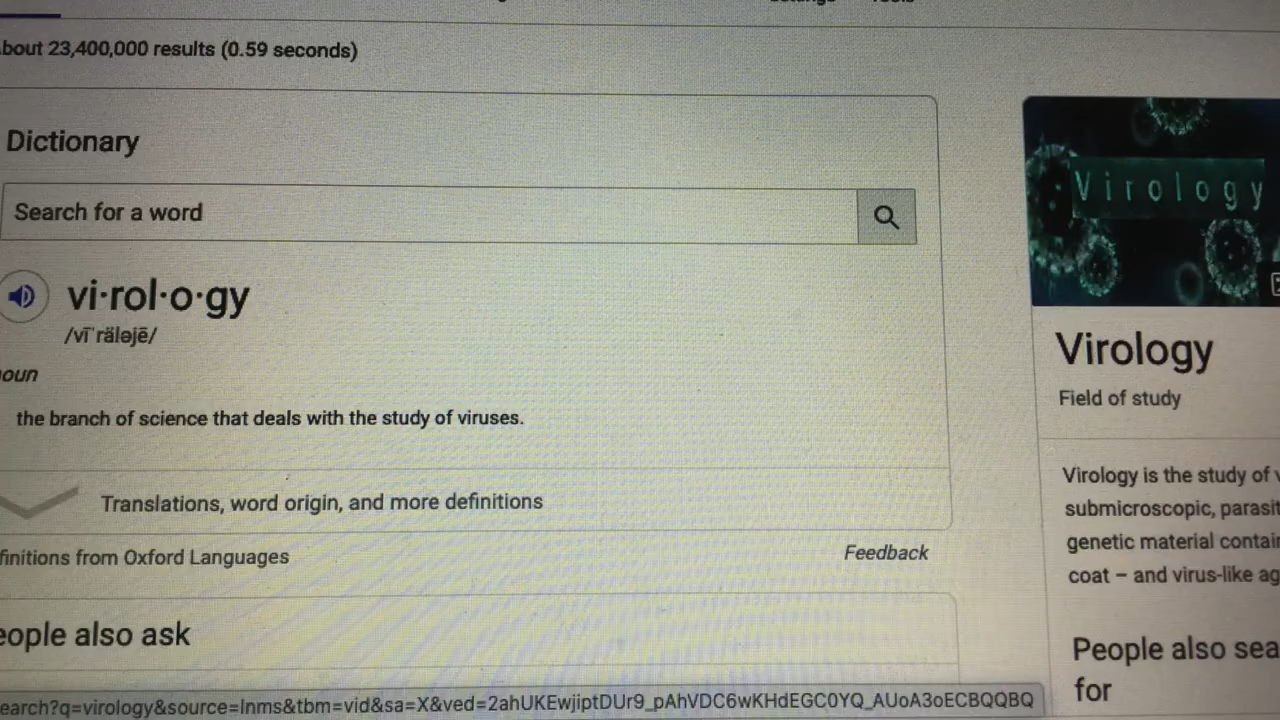 bout 23,400,000 results (0.59 seconds)
Dictionary
Search for a word
vi·rol·o·gy
/vīˈräləjē/
noun
the branch of science that deals with the study of viruses.
Translations, word origin, and more definitions
finitions from Oxford Languages
Feedback
eople also ask
earch?q=virology&source=lnms&tbm=vid&sa=X&ved=2ahUKEwjiptDUr9_pAhVDC6wKHdEGC0YQ_AUoA3oECBQQBQ
Virology
Virology
Field of study
Virology is the study of v
submicroscopic, parasit
genetic material contain
coat – and virus-like ag
People also sea
for